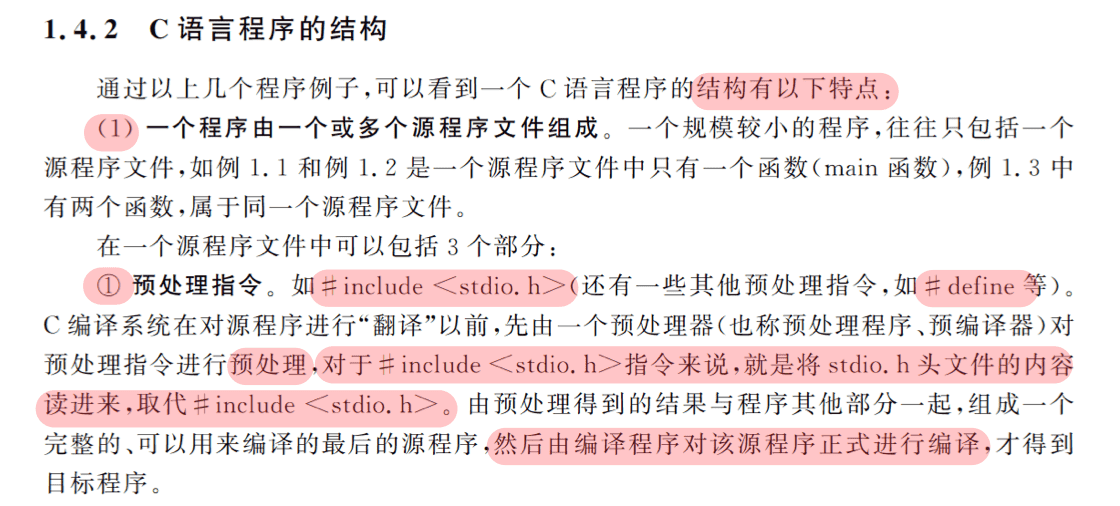 1.4.2 C 语言程序的结构
通过以上几个程序例子,可以看到一个 C 语言程序的结构有以下特点:
(1) 一个程序由一个或多个源程序文件组成。一个规模较小的程序,往往只包括一个
源程序文件,如例 1.1 和例 1.2 是一个源程序文件中只有一个函数(main 函数),例 1.3 中
有两个函数,属于同一个源程序文件。
在一个源程序文件中可以包括 3 个部分:
① 预处理指令。如#include <stdio.h>(还有一些其他预处理指令,如#define 等)。
C 编译系统在对源程序进行“翻译”以前,先由一个预处理器(也称预处理程序、预编译器)对
预处理指令进行预处理,对于#include <stdio.h>指令来说,就是将 stdio.h 头文件的内容
读进来,取代#include <stdio.h>。由预处理得到的结果与程序其他部分一起,组成一个
完整的、可以用来编译的最后的源程序,然后由编译程序对该源程序正式进行编译,才得到
目标程序。